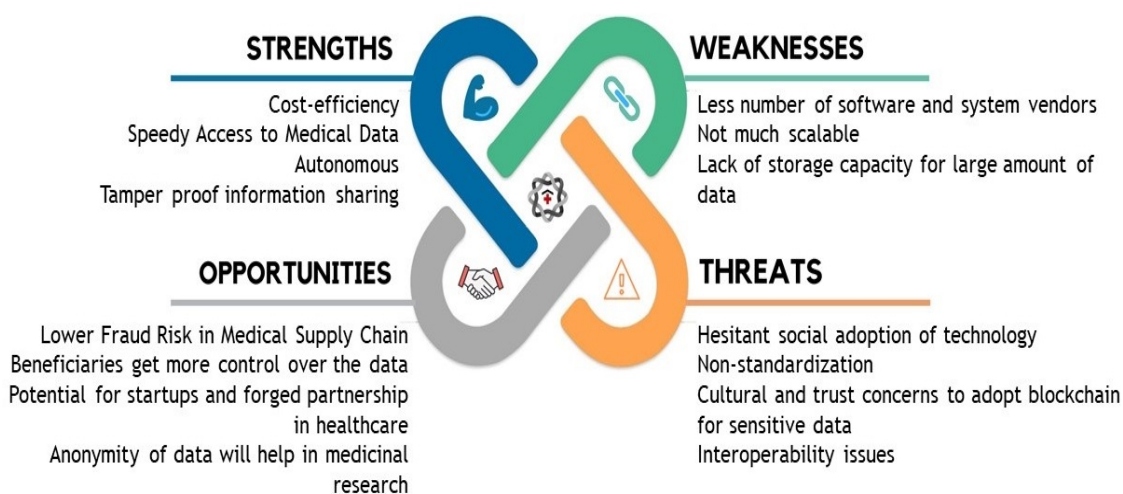 STRENGTHS
Cost-efficiency
Speedy Access to Medical Data
Autonomous
Tamper proof information sharing
WEAKNESSES
Less number of software and system vendors
Not much scalable
Lack of storage capacity for large amount of
data
OPPORTUNITIES
Lower Fraud Risk in Medical Supply Chain
Beneficiaries get more control over the data
Potential for startups and forged partnership
in healthcare
Anonymity of data will help in medicinal
research
THREATS
Hesitant social adoption of technology
Non-standardization
Cultural and trust concerns to adopt blockchain
for sensitive data
Interoperability issues